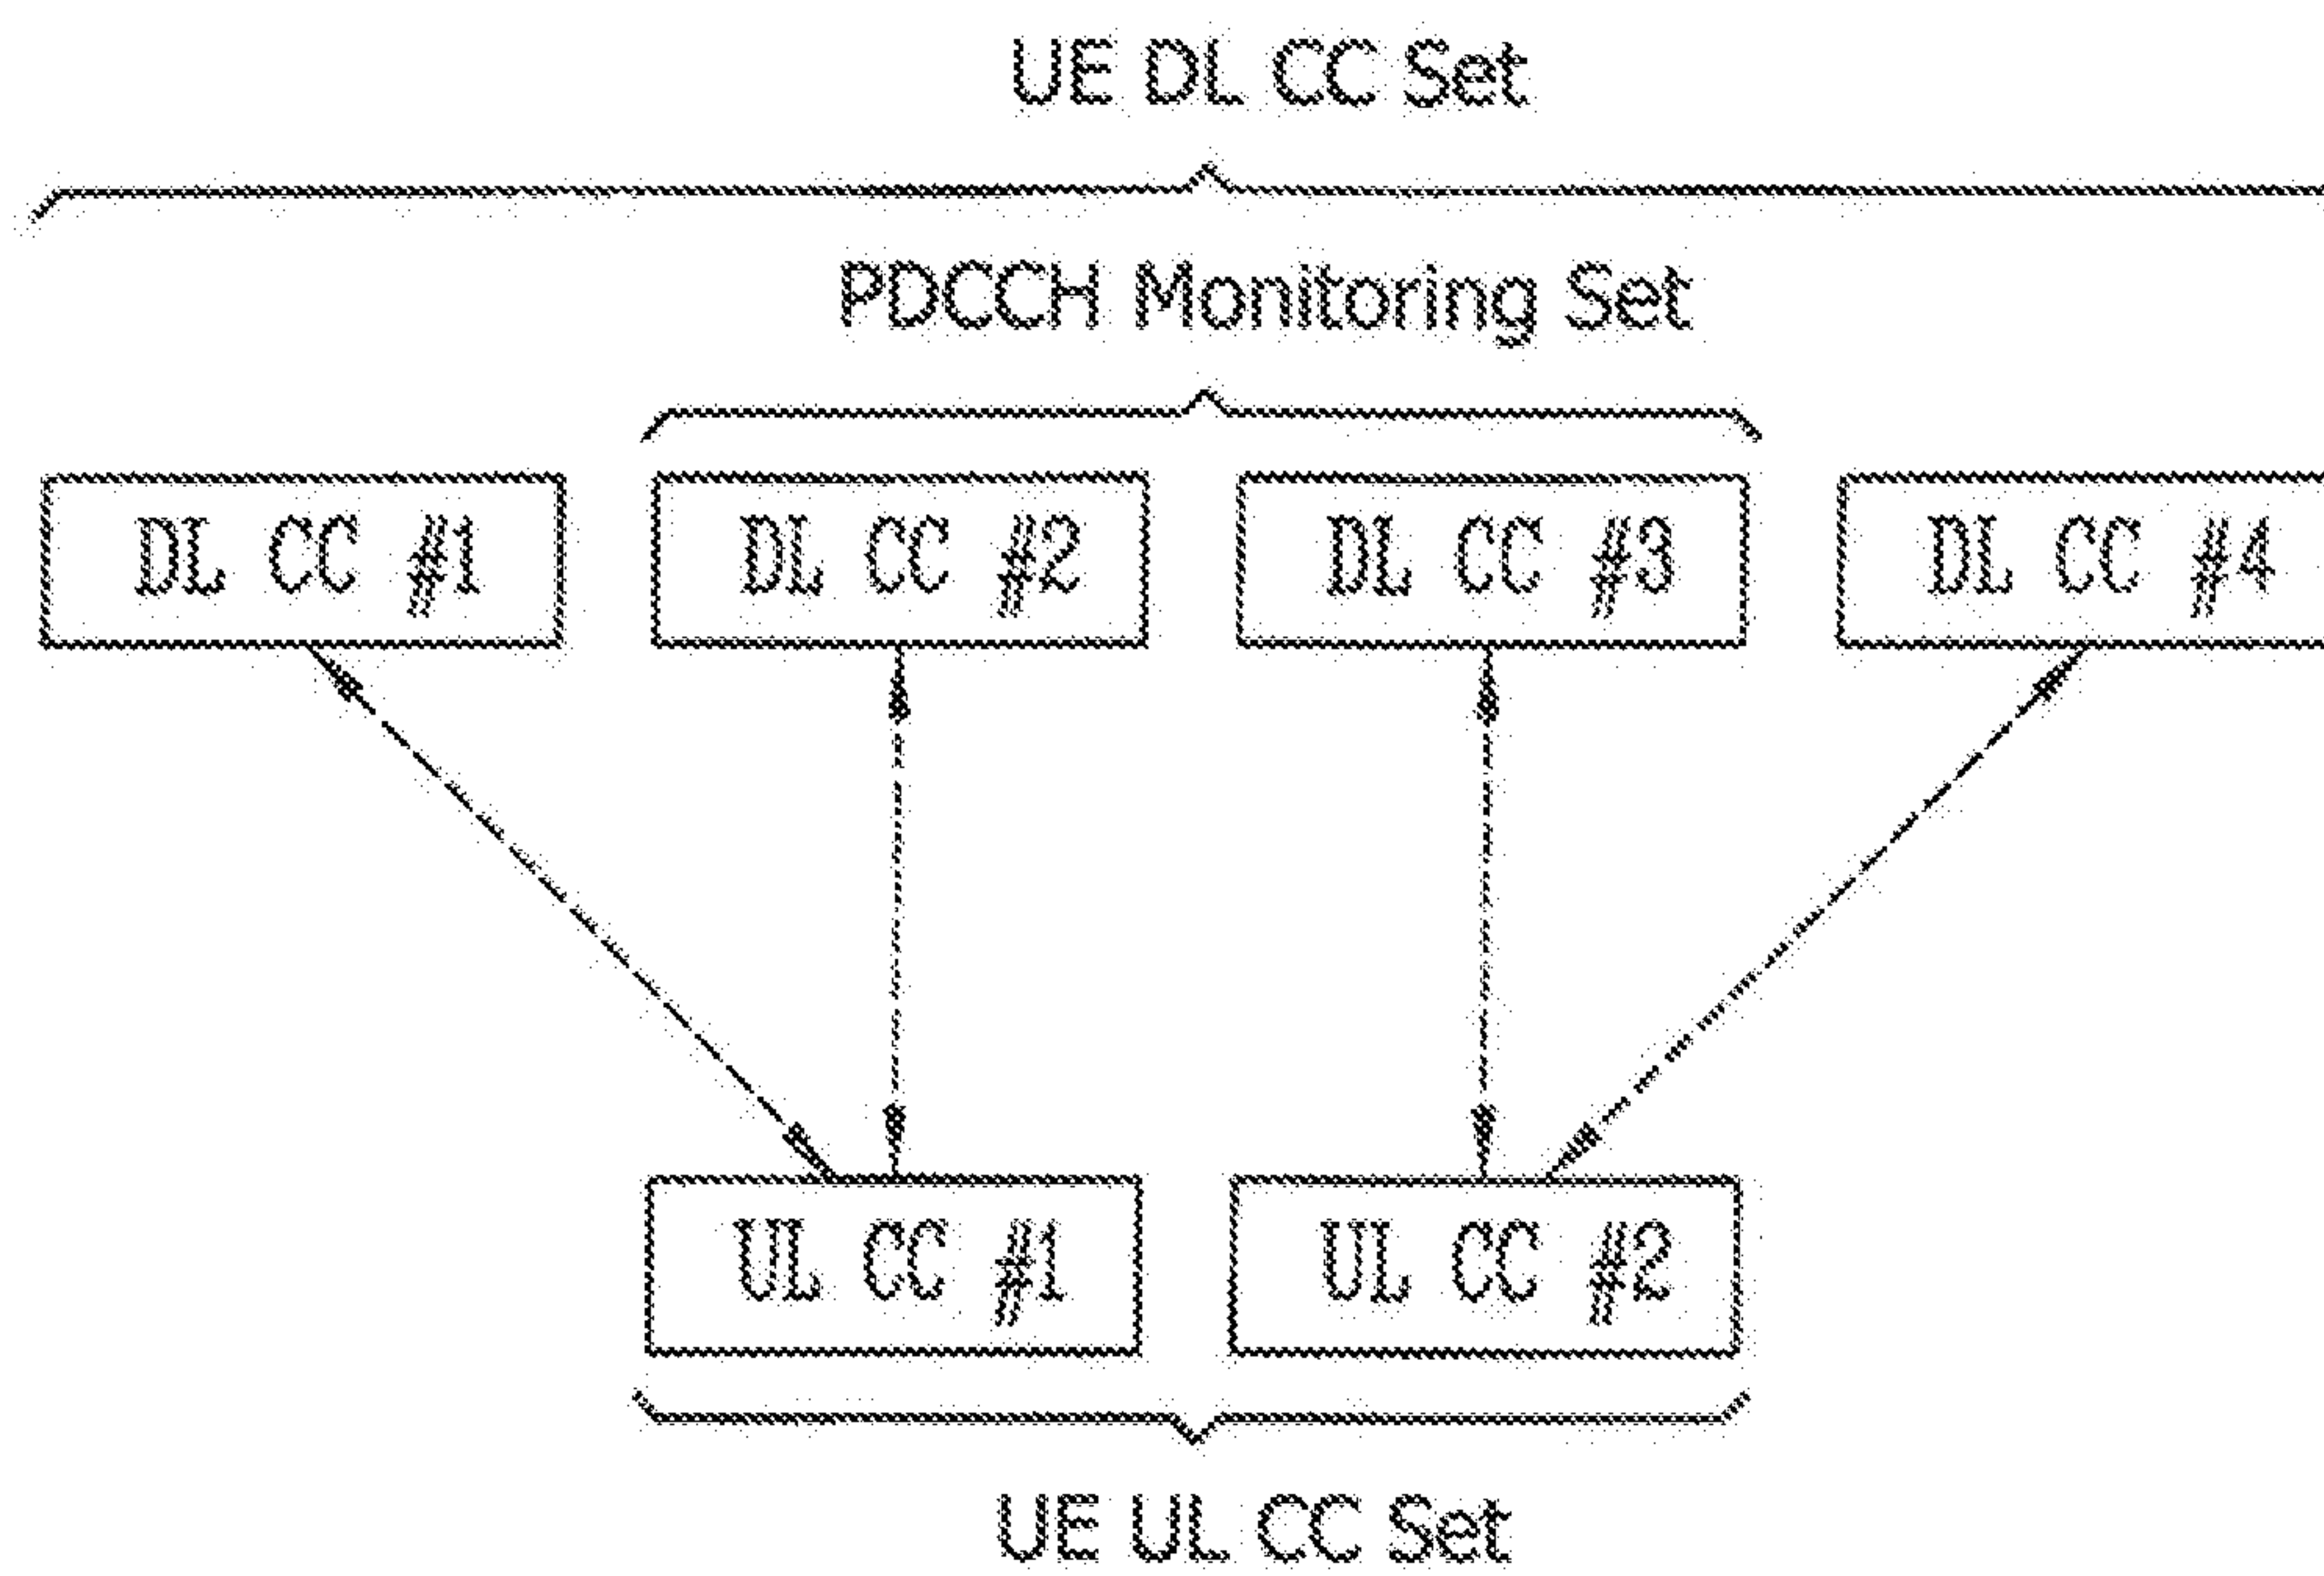 UE DL CC Set
PDCCH Monitoring Set
DL CC #1 DL CC #2 DL CC #3 DL CC #4
UL CC #1 UL CC #2
UE UL CC Set